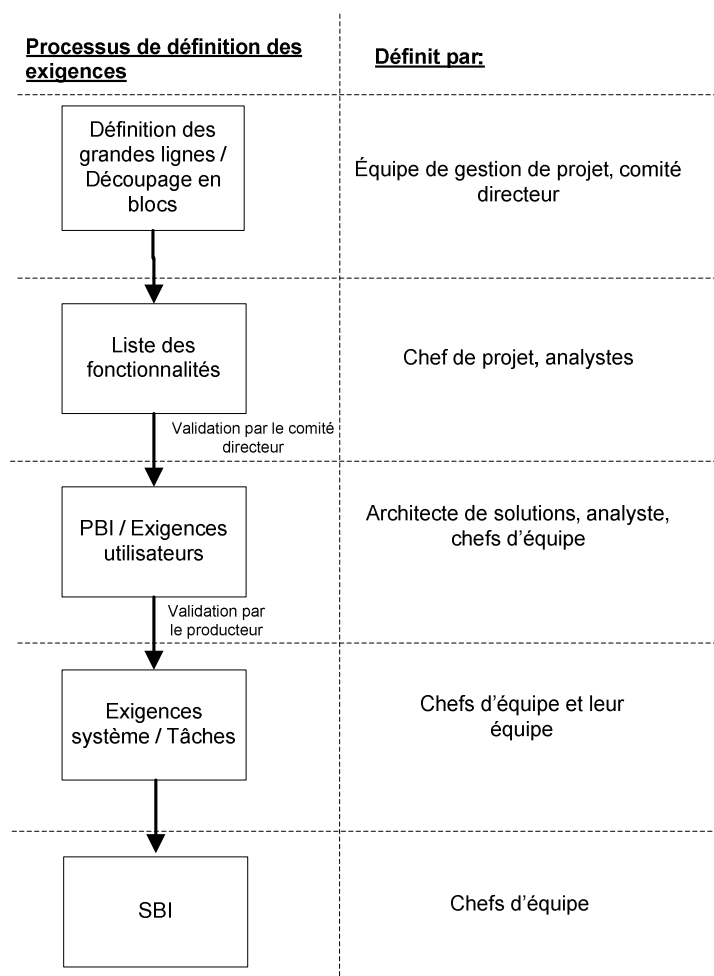 Processus de définition des
exigences
Définit par:
Définition des
grandes lignes /
Découpage en
blocs
Équipe de gestion de projet, comité
directeur
Liste des
fonctionnalités
Chef de projet, analystes
Validation par le comité
directeur
PBI / Exigences
utilisateurs
Architecte de solutions, analyste,
chefs d’équipe
Validation par
le producteur
Exigences
système / Tâches
Chefs d’équipe et leur
équipe
SBI
Chefs d’équipe